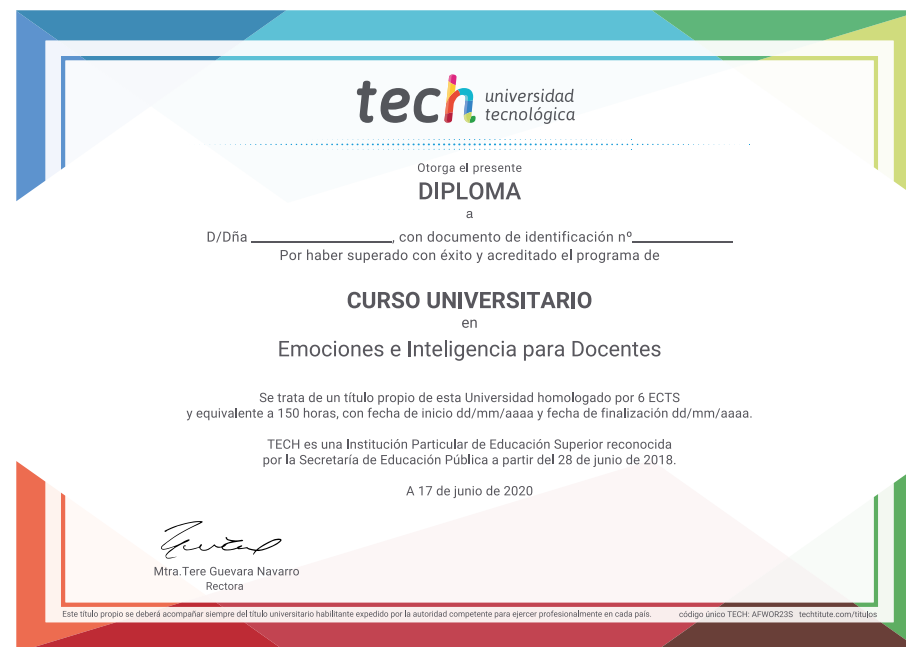 tech universidad
tecnológica
Otorga el presente
DIPLOMA
a
D/Dña ____________________, con documento de identificación nº______________
Por haber superado con éxito y acreditado el programa de
CURSO UNIVERSITARIO
en
Emociones e Inteligencia para Docentes
Se trata de un título propio de esta Universidad homologado por 6 ECTS
y equivalente a 150 horas, con fecha de inicio dd/mm/aaaa y fecha de finalización dd/mm/aaaa.
TECH es una Institución Particular de Educación Superior reconocida
por la Secretaría de Educación Pública a partir del 28 de junio de 2018.
A 17 de junio de 2020
Mtra.Tere Guevara Navarro
Rectora
Este título propio se deberá acompañar siempre del título universitario habilitante expedido por la autoridad competente para ejercer profesionalmente en cada país. código único TECH: AFWOR23S techtitute.com/títulos